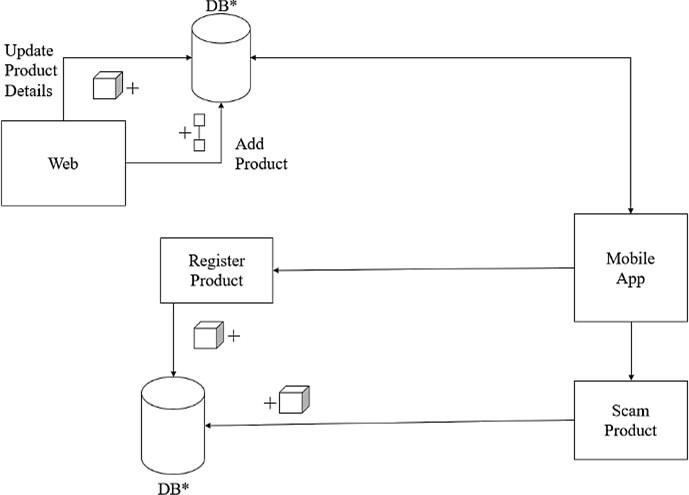 DB*
Update
Product
Details
+
+
Web
Add
Product
Register
Product
Mobile
App
+
+
Scam
Product
DB*